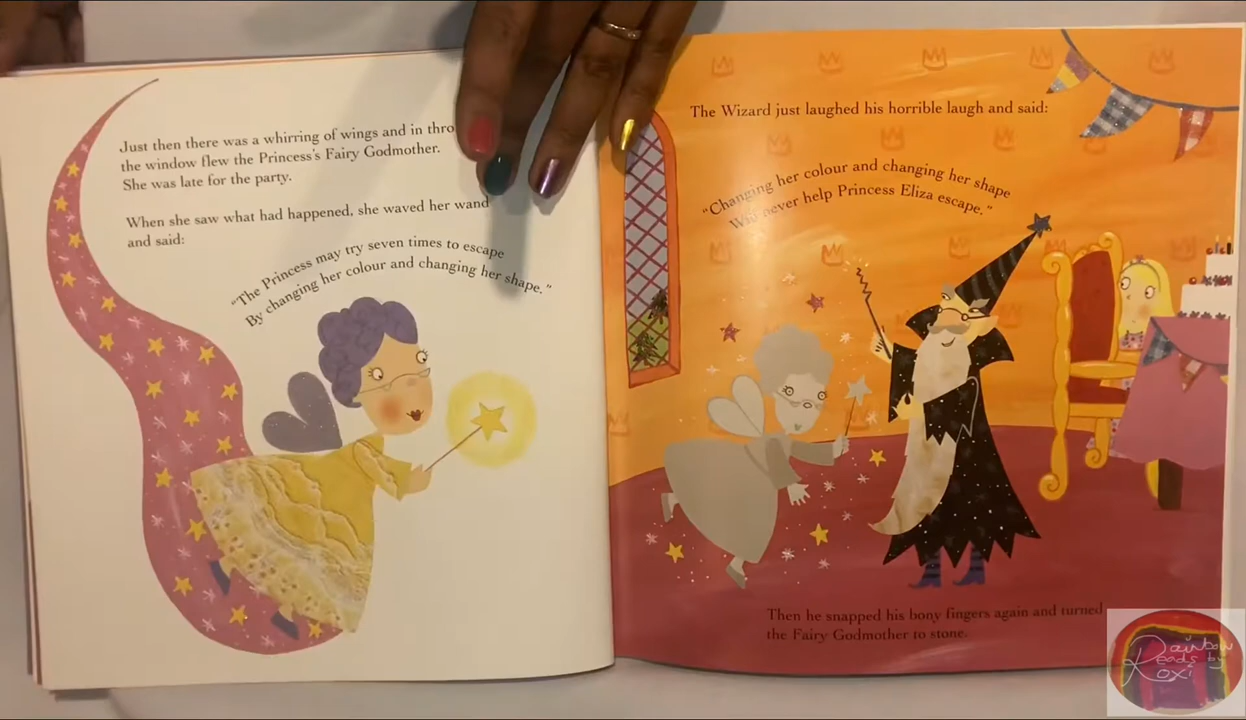 Just then there was a whirring of wings and in thro
the window flew the Princess's Fairy Godmother.
She was late for the party.
When she saw what had happened, she waved her wand
and said:
"The Princess may try seven times to escape
By changing her colour and changing her shape."
The Wizard just laughed his horrible laugh and said:
"Changing her colour and changing her shape
Will never help Princess Eliza escape."
Then he snapped his bony fingers again and turned
the Fairy Godmother to stone.
Rainbow
Reads by
Roxi